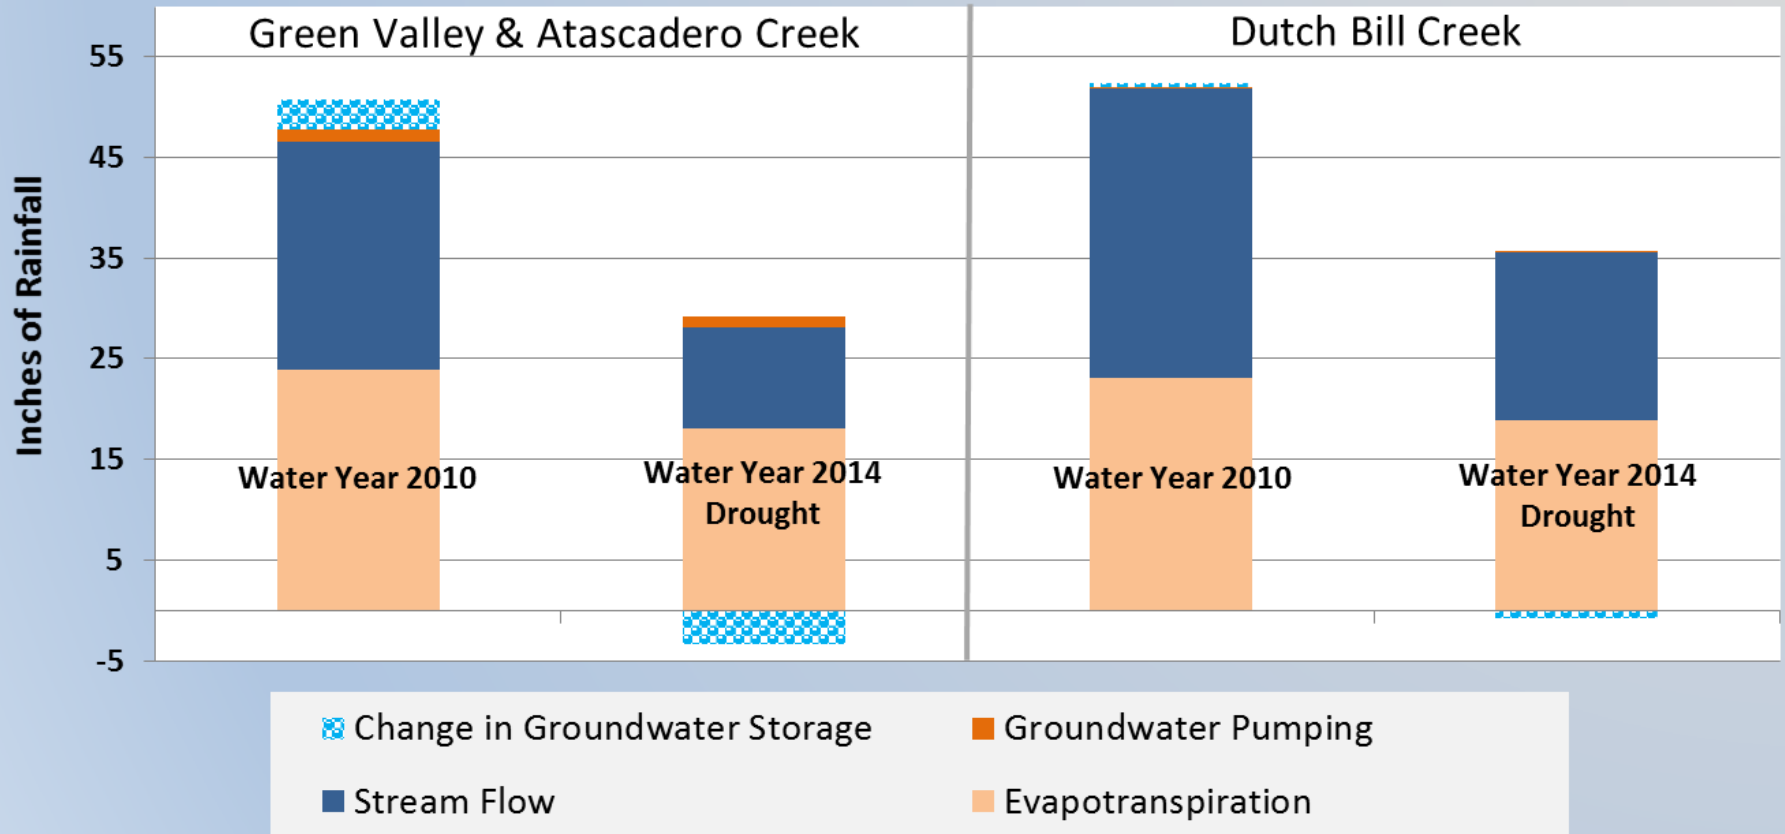 Green Valley & Atascadero Creek
Dutch Bill Creek
Inches of Rainfall
55
45
35
25
15
5
-5
Water Year 2010
Water Year 2014
Drought
Water Year 2010
Water Year 2014
Drought
Change in Groundwater Storage
Groundwater Pumping
Stream Flow
Evapotranspiration